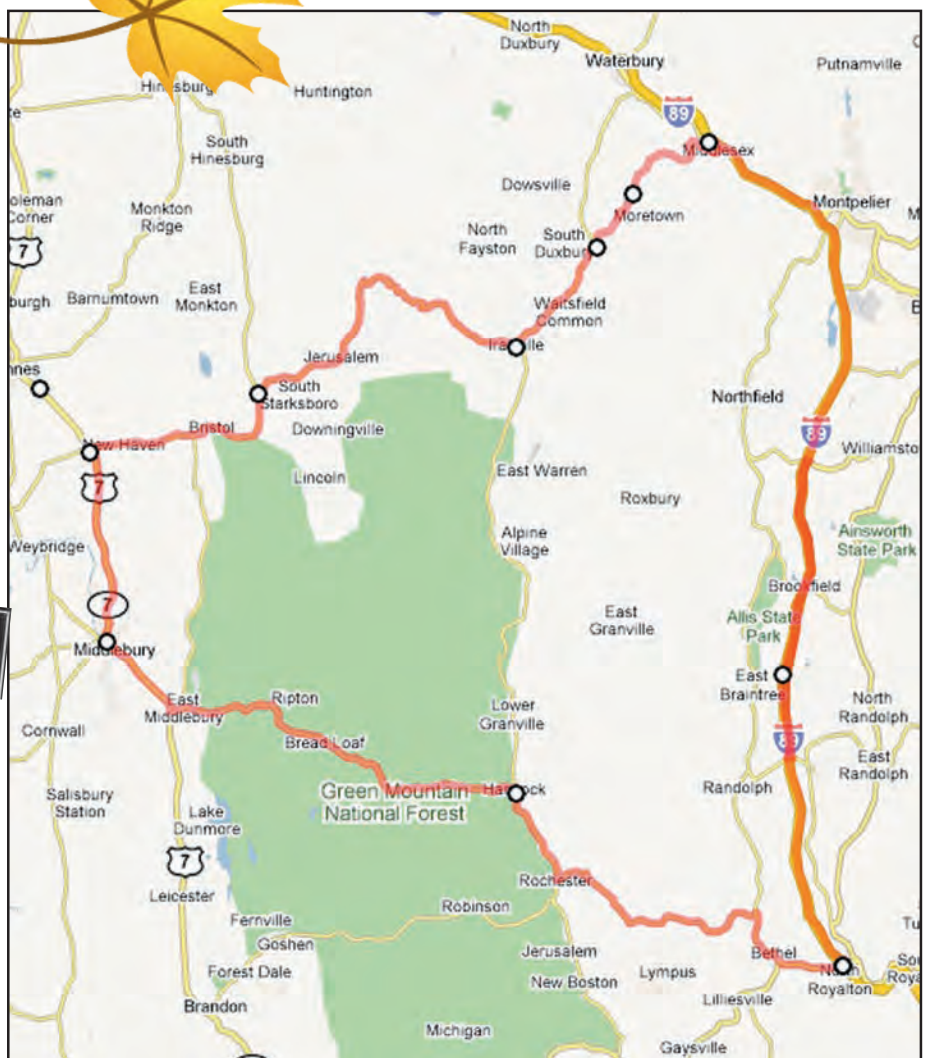 North
Duxbury
Waterbury
Putnamville
Huntington
89
South
Hinesburg
Middlesex
Dowsville
Corner
Monkton
Ridge
Moretown
Montpelier
North
Fayston
South
Duxbury
7
East
Monkton
Barnumtown
Waitsfield
Common
Jerusalem
Irasville
South
Starksboro
Northfield
Bristol
Downingville
New Haven
89
East Warren
Lincoln
7
Roxbury
Alpine
Village
Ainsworth
State Park
Weybridge
Brookfield
7
East
Granville
Allis State
Park
Middlebury
East
Braintree
East
Middlebury
Ripton
Lower
Granville
North
Randolph
Cornwall
Bread Loaf
89
East
Randolph
Green Mountain
National Forest
Hancock
Randolph
Salisbury
Station
Lake
Dunmore
7
Rochester
Leicester
Robinson
Fernville
Goshen
Jerusalem
Bethel
Forest Dale
New Boston
Lympus
North
Royalton
Lilliesville
Brandon
Michigan
Gaysville